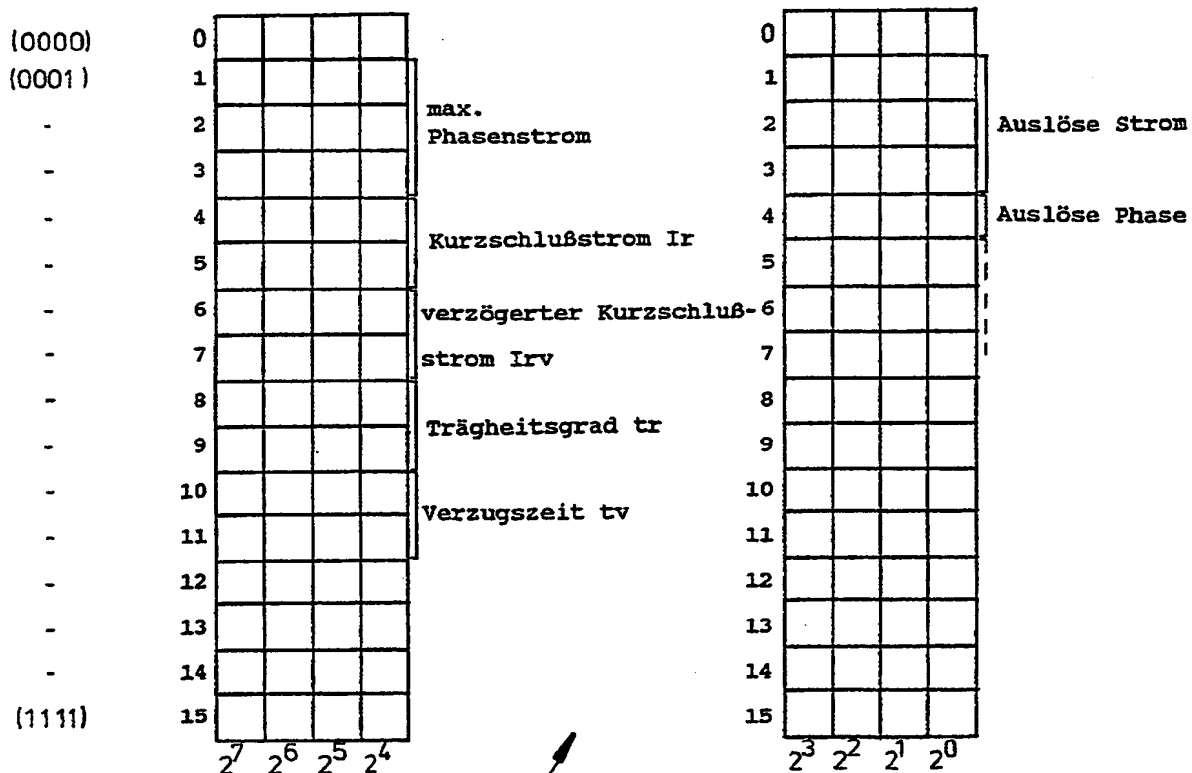 (0000) 0 0
(0001) 1 1
- 2 max. Phasenstrom 2 Auslöse Strom
- 3 3
- 4 4 Auslöse Phase
- 5 Kurzschlußstrom Ir 5
- 6 verzögerter Kurzschluß- 6
- 7 strom Irv 7
- 8 8
- 9 Trägheitsgrad tr 9
- 10 10
- 11 Verzugszeit tv 11
- 12 12
- 13 13
- 14 14
(1111) 15 15
2^7 2^6 2^5 2^4 2^3 2^2 2^1 2^0